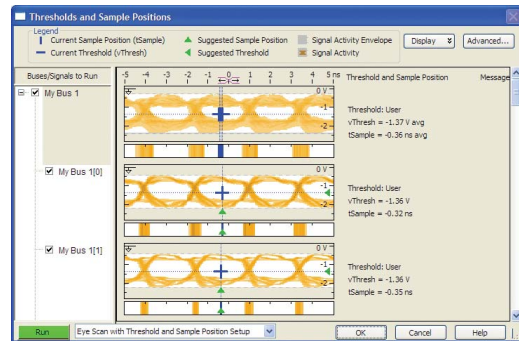 Thresholds and Sample Positions
Legend
Current Sample Position (tSample)
Suggested Sample Position
Signal Activity Envelope
Current Threshold (vThresh)
Suggested Threshold
Signal Activity
Display
Advanced...
Buses/Signals to Run
-5 -4 -3 -2 -1 0 1 2 3 4 5 ns
Threshold and Sample Position
Message
My Bus 1
0 V
-1
-2
Threshold: User
vThresh = -1.37 V avg
tSample = -0.36 ns avg
My Bus 1[0]
0 V
-1
-2
Threshold: User
vThresh = -1.36 V
tSample = -0.32 ns
My Bus 1[1]
0 V
-1
-2
Threshold: User
vThresh = -1.36 V
tSample = -0.35 ns
Run
Eye Scan with Threshold and Sample Position Setup
OK
Cancel
Help